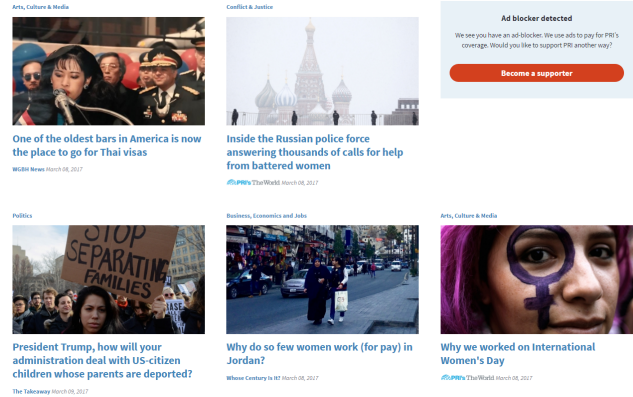 Arts, Culture & Media
One of the oldest bars in America is now
the place to go for Thai visas
WGBH News March 08, 2017
Conflict & Justice
Inside the Russian police force
answering thousands of calls for help
from battered women
PRI's The World March 08, 2017
Ad blocker detected
We see you have an ad-blocker. We use ads to pay for PRI's
coverage. Would you like to support PRI another way?
Become a supporter
Politics
STOP
SEPARATING
FAMILIES
President Trump, how will your
administration deal with US-citizen
children whose parents are deported?
The Takeaway March 09, 2017
Business, Economics and Jobs
Why do so few women work (for pay) in
Jordan?
Whose Century Is It? March 08, 2017
Arts, Culture & Media
Why we worked on International
Women's Day
PRI's The World March 08, 2017